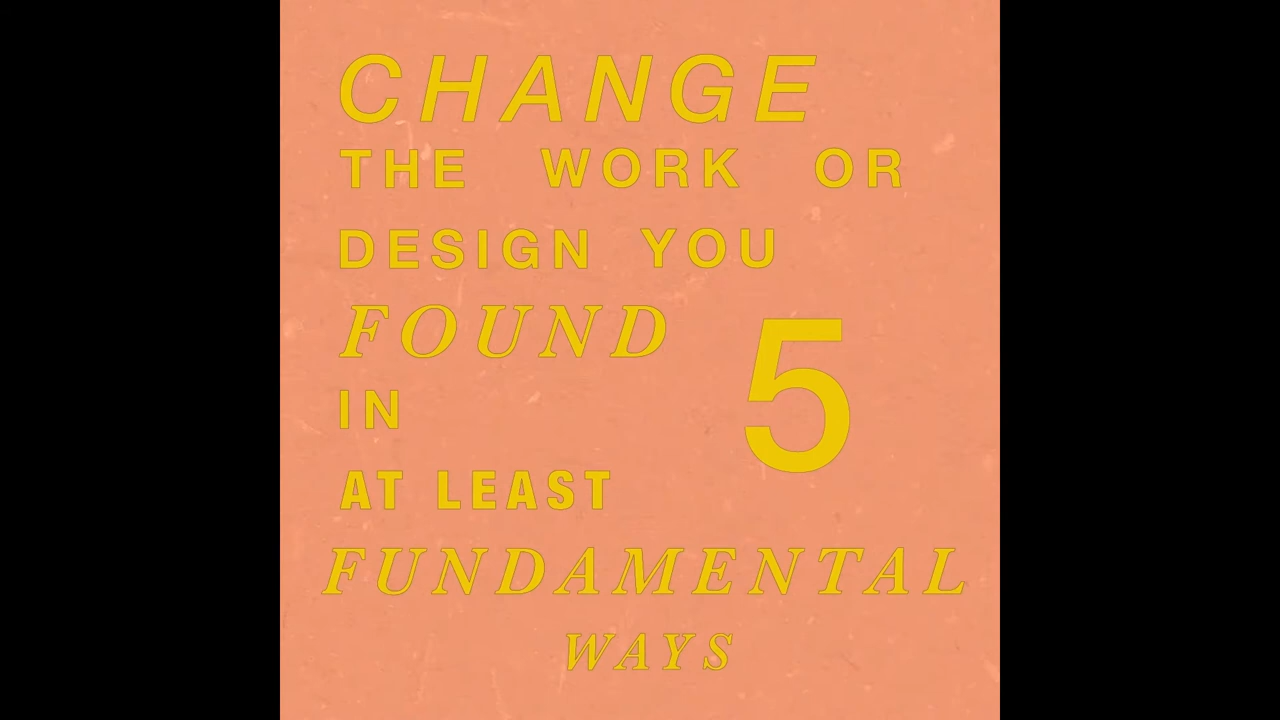 CHANGE
THE WORK OR
DESIGN YOU
FOUND
IN
AT LEAST
5
FUNDAMENTAL
WAYS